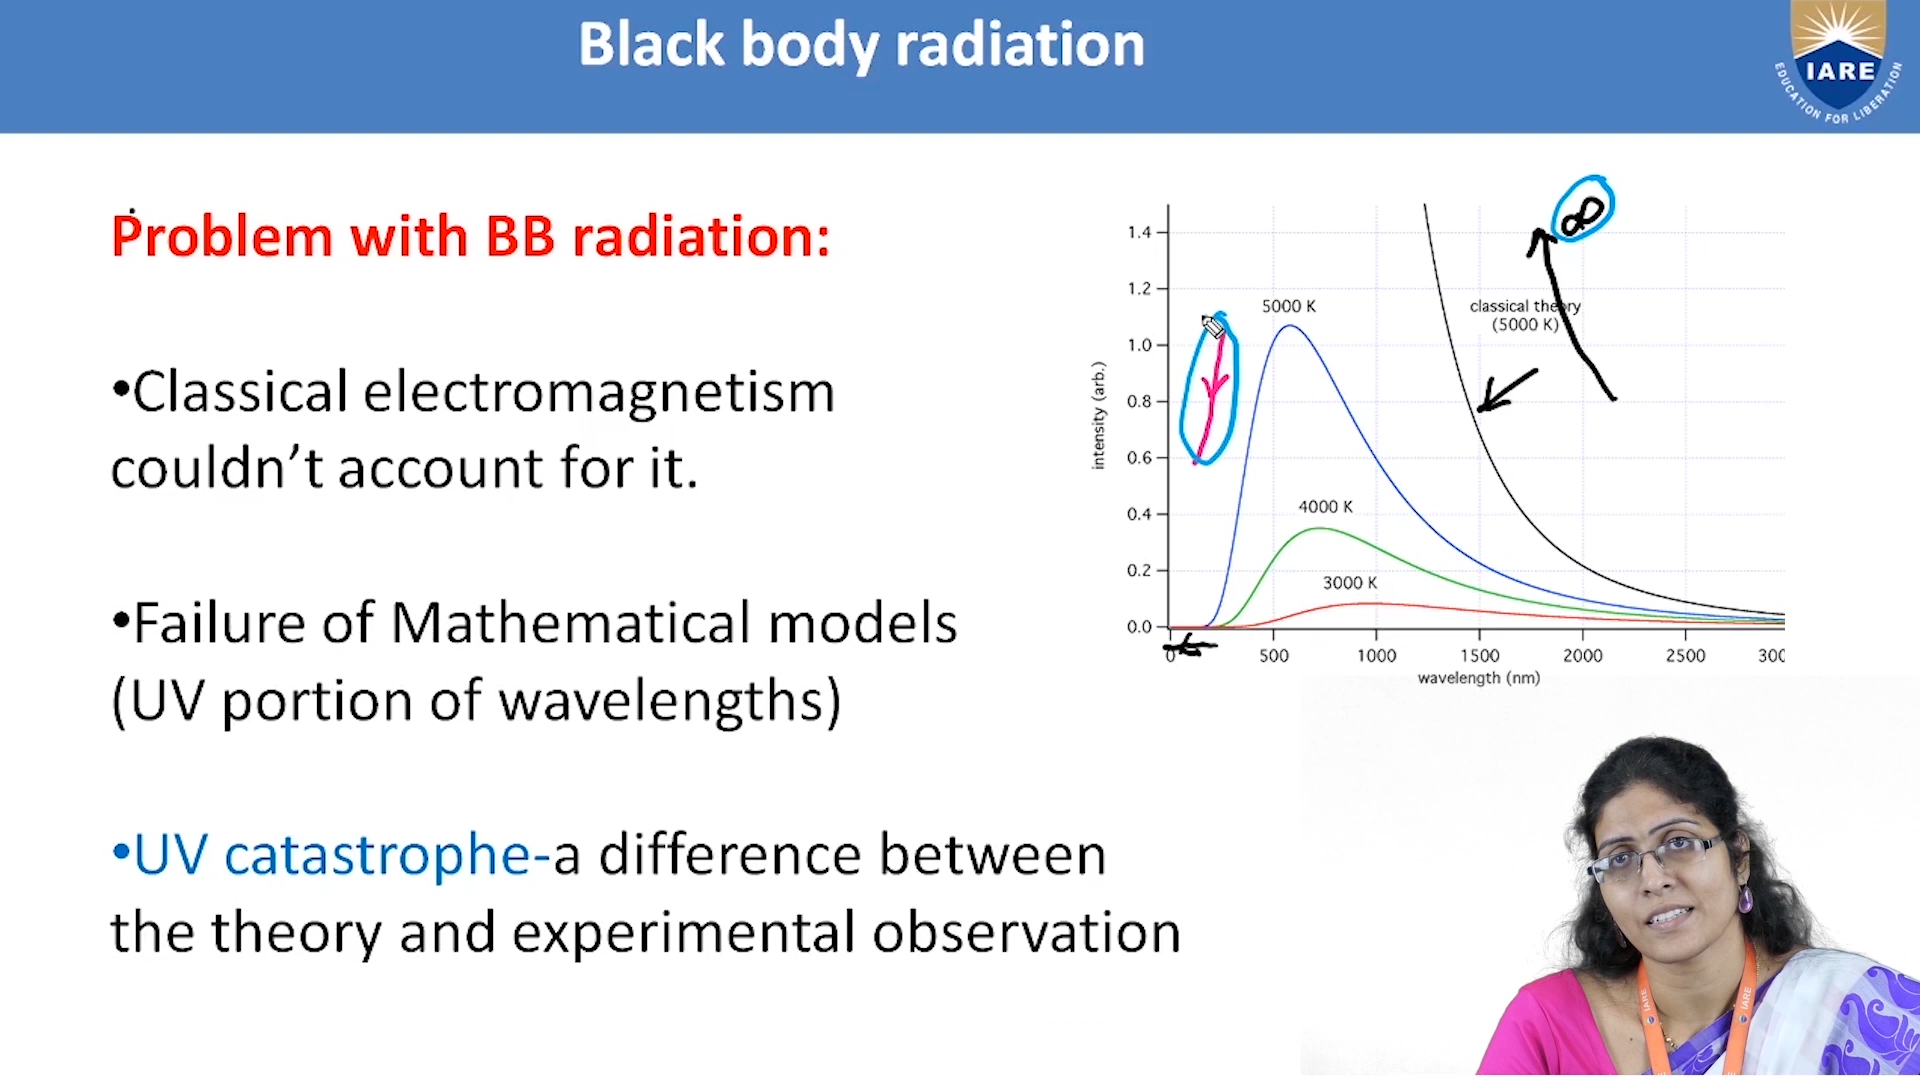 Black body radiation
IARE
EDUCATION FOR LIBERATION
Problem with BB radiation:
•Classical electromagnetism
couldn't account for it.
•Failure of Mathematical models
(UV portion of wavelengths)
•UV catastrophe-a difference between
the theory and experimental observation
∞
1.4
1.2
1.0
0.8
0.6
0.4
0.2
0.0
intensity (arb.)
5000 K
classical theory
(5000 K)
4000 K
3000 K
0 500 1000 1500 2000 2500 300
wavelength (nm)
IARE
IARE